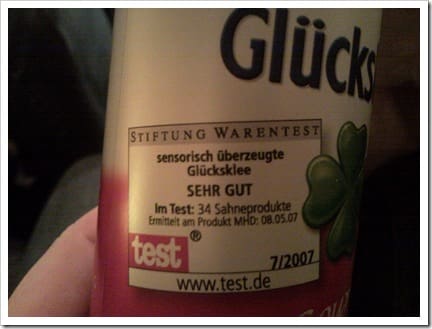 Glücks
STIFTUNG WARENTEST
sensorisch überzeugte
Glücksklee
SEHR GUT
Im Test: 34 Sahneprodukte
Ermittelt am Produkt MHD: 08.05.07
test®
7/2007
www.test.de